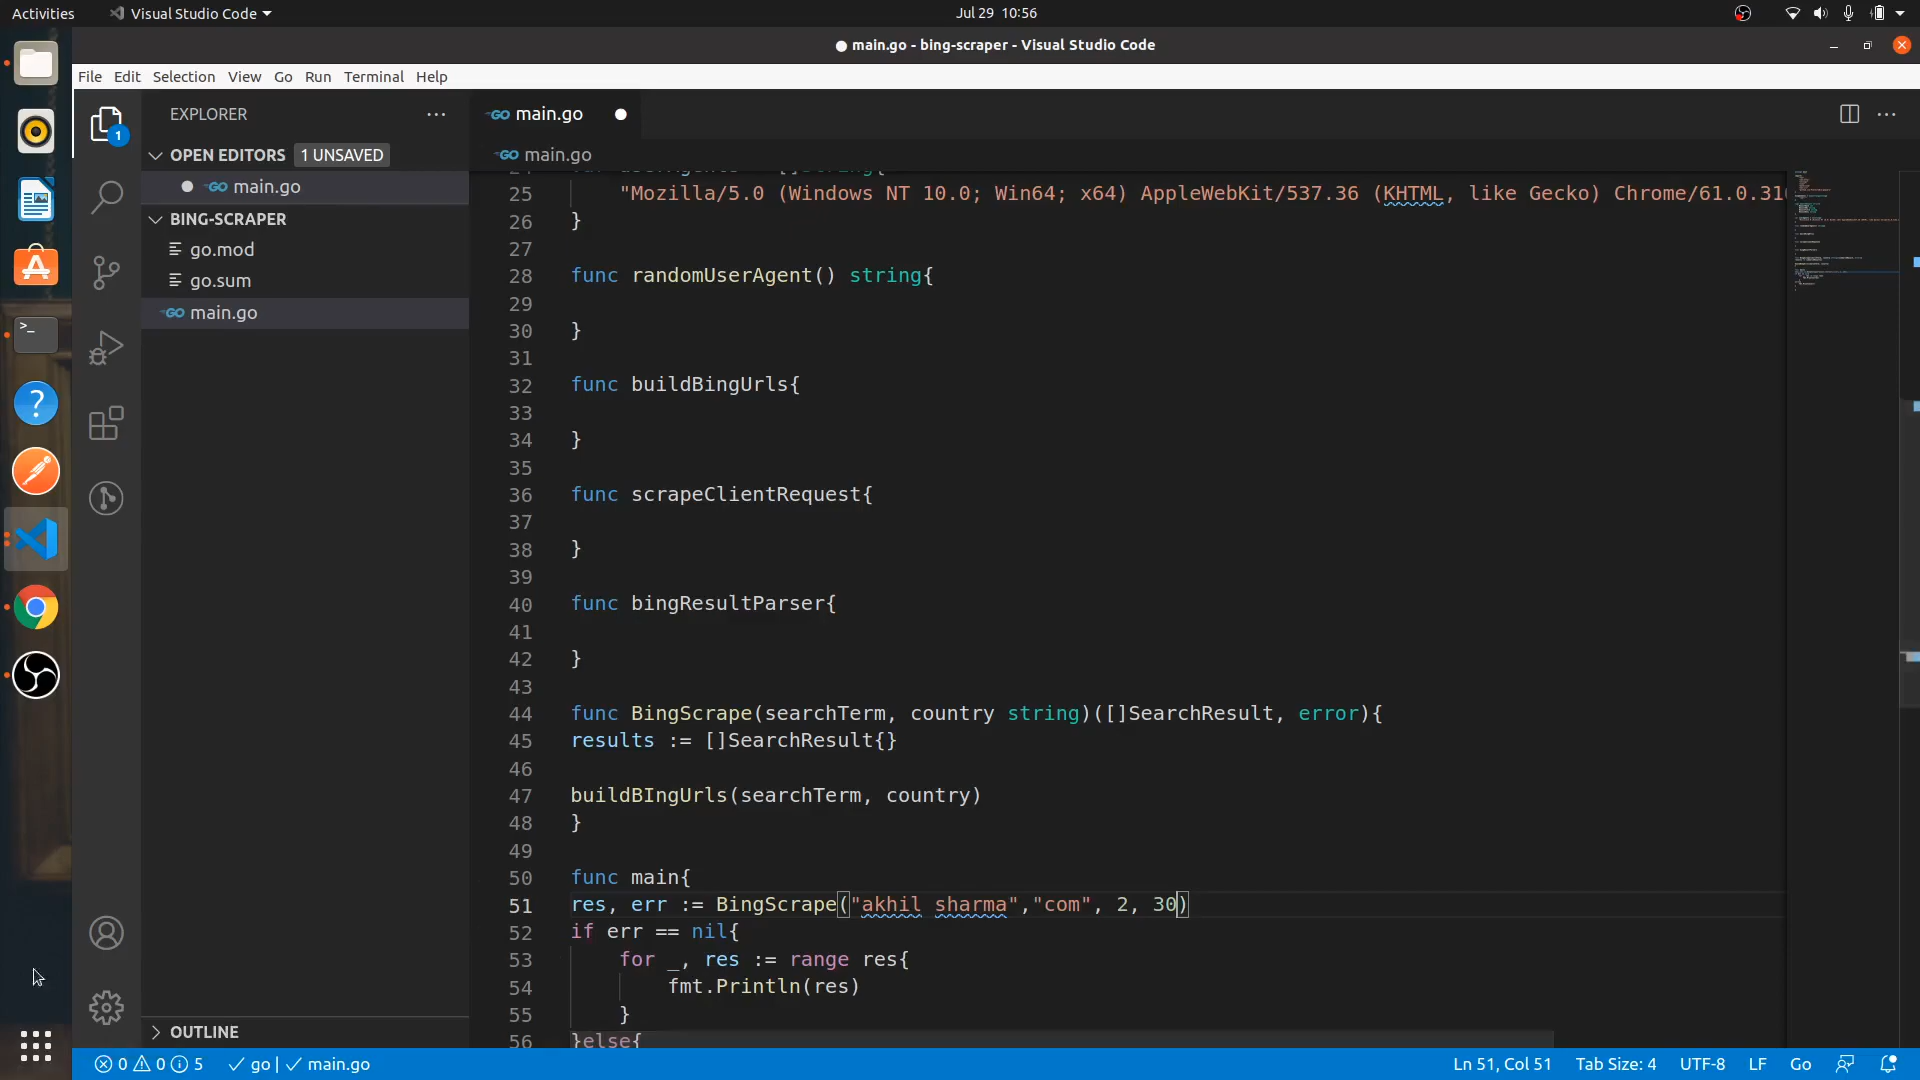 Activities
Visual Studio Code
Jul 29 10:56
● main.go - bing-scraper - Visual Studio Code
File Edit Selection View Go Run Terminal Help
EXPLORER
OPEN EDITORS 1 UNSAVED
main.go
BING-SCRAPER
go.mod
go.sum
main.go
OUTLINE
1
main.go
main.go
25 "Mozilla/5.0 (Windows NT 10.0; Win64; x64) AppleWebKit/537.36 (KHTML, like Gecko) Chrome/61.0.31
26 }
27
28 func randomUserAgent() string{
29
30 }
31
32 func buildBingUrls{
33
34 }
35
36 func scrapeClientRequest{
37
38 }
39
40 func bingResultParser{
41
42 }
43
44 func BingScrape(searchTerm, country string)([]SearchResult, error){
45 results := []SearchResult{}
46
47 buildBIngUrls(searchTerm, country)
48 }
49
50 func main{
51 res, err := BingScrape("akhil sharma","com", 2, 30)
52 if err == nil{
53 for _, res := range res{
54 fmt.Println(res)
55 }
56 }else{
0 0 5 go | main.go
Ln 51, Col 51 Tab Size: 4 UTF-8 LF Go